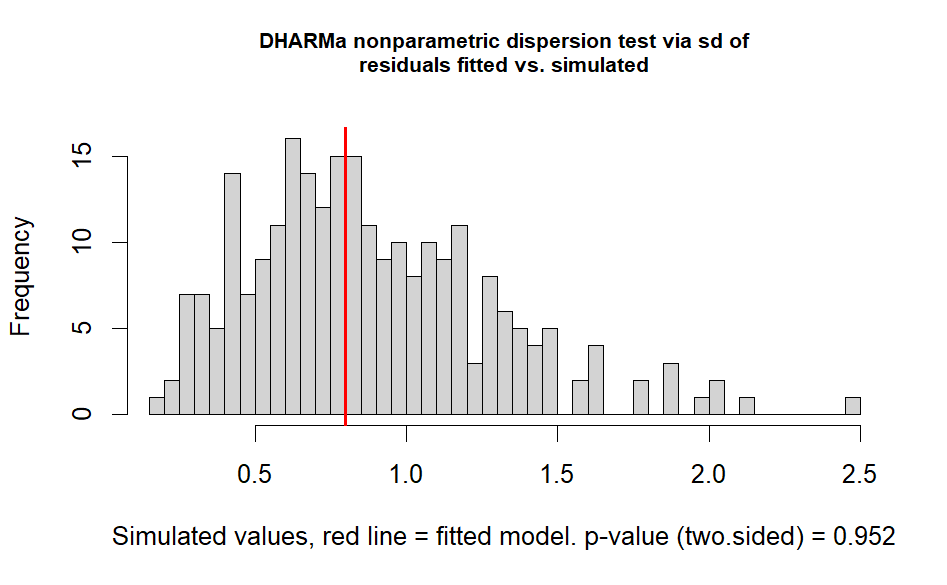 DHARMa nonparametric dispersion test via sd of
residuals fitted vs. simulated
15
10
5
0
Frequency
0.5 1.0 1.5 2.0 2.5
Simulated values, red line = fitted model. p-value (two.sided) = 0.952